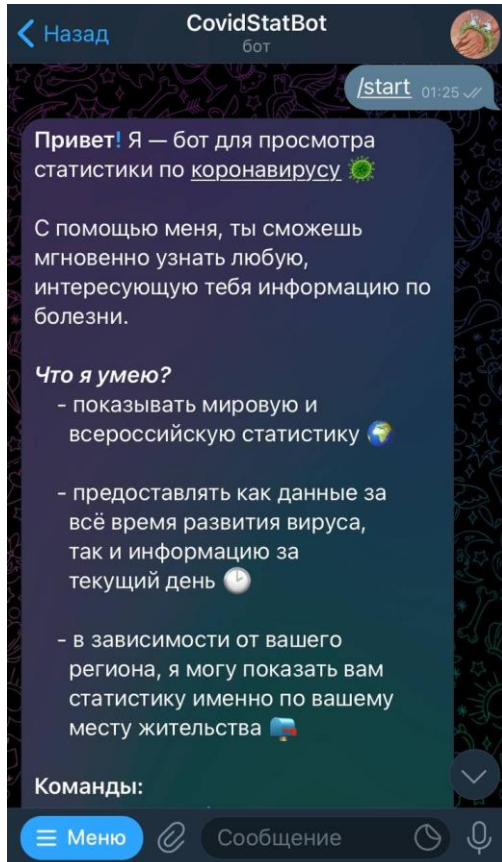 Назад
CovidStatBot
бот
/start 01:25
Привет! Я — бот для просмотра
статистики по коронавирусу
С помощью меня, ты сможешь
мгновенно узнать любую,
интересующую тебя информацию по
болезни.
Что я умею?
- показывать мировую и
всероссийскую статистику
- предоставлять как данные за
всё время развития вируса,
так и информацию за
текущий день
- в зависимости от вашего
региона, я могу показать вам
статистику именно по вашему
месту жительства
Команды:
Меню
Сообщение